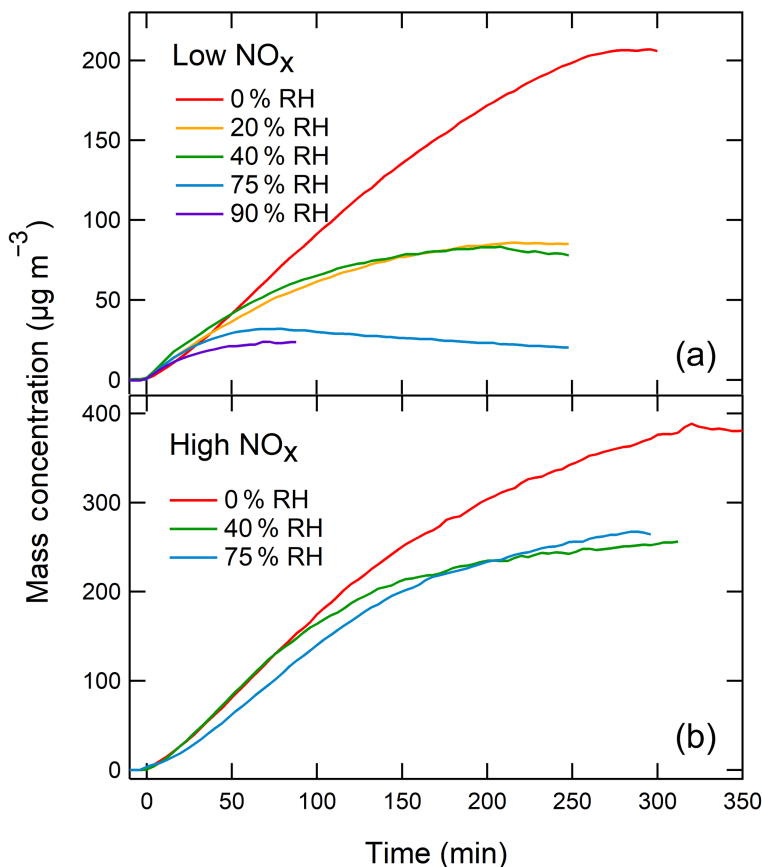 Low NOx
0 % RH
20 % RH
40 % RH
75 % RH
90 % RH
200
150
100
50
0
(a)
Mass concentration (µg m⁻³)
High NOx
0 % RH
40 % RH
75 % RH
400
300
200
100
0
(b)
0 50 100 150 200 250 300 350
Time (min)